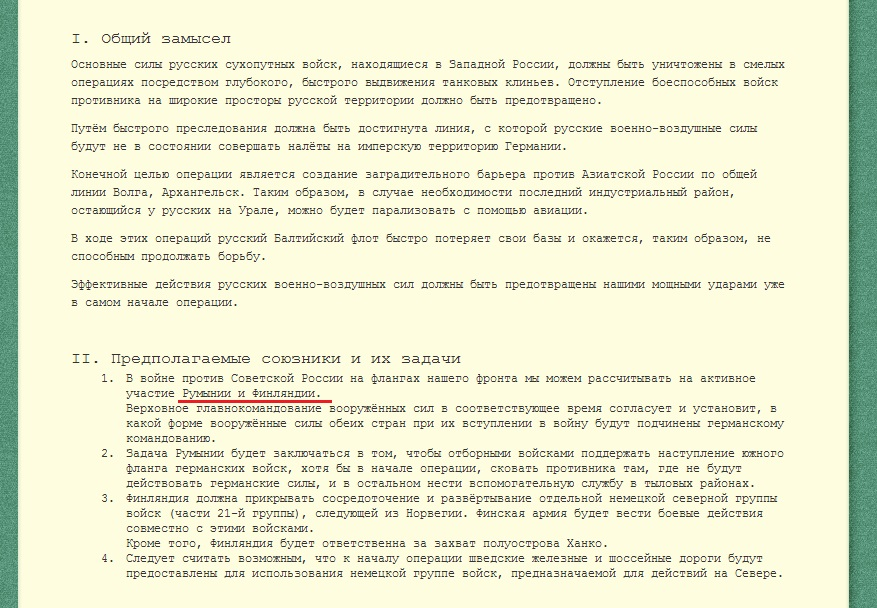 I. Общий замысел
Основные силы русских сухопутных войск, находящиеся в Западной России, должны быть уничтожены в смелых
операциях посредством глубокого, быстрого выдвижения танковых клиньев. Отступление боеспособных войск
противника на широкие просторы русской территории должно быть предотвращено.
Путём быстрого преследования должна быть достигнута линия, с которой русские военно-воздушные силы
будут не в состоянии совершать налёты на имперскую территорию Германии.
Конечной целью операции является создание заградительного барьера против Азиатской России по общей
линии Волга, Архангельск. Таким образом, в случае необходимости последний индустриальный район,
остающийся у русских на Урале, можно будет парализовать с помощью авиации.
В ходе этих операций русский Балтийский флот быстро потеряет свои базы и окажется, таким образом, не
способным продолжать борьбу.
Эффективные действия русских военно-воздушных сил должны быть предотвращены нашими мощными ударами уже
в самом начале операции.
II. Предполагаемые союзники и их задачи
1. В войне против Советской России на флангах нашего фронта мы можем рассчитывать на активное
участие Румынии и Финляндии.
Верховное главнокомандование вооружённых сил в соответствующее время согласует и установит, в
какой форме вооружённые силы обеих стран при их вступлении в войну будут подчинены германскому
командованию.
2. Задача Румынии будет заключаться в том, чтобы отборными войсками поддержать наступление южного
фланга германских войск, хотя бы в начале операции, сковать противника там, где не будут
действовать германские силы, и в остальном нести вспомогательную службу в тыловых районах.
3. Финляндия должна прикрывать сосредоточение и развёртывание отдельной немецкой северной группы
войск (части 21-й группы), следующей из Норвегии. Финская армия будет вести боевые действия
совместно с этими войсками.
Кроме того, Финляндия будет ответственна за захват полуострова Ханко.
4. Следует считать возможным, что к началу операции шведские железные и шоссейные дороги будут
предоставлены для использования немецкой группе войск, предназначаемой для действий на Севере.